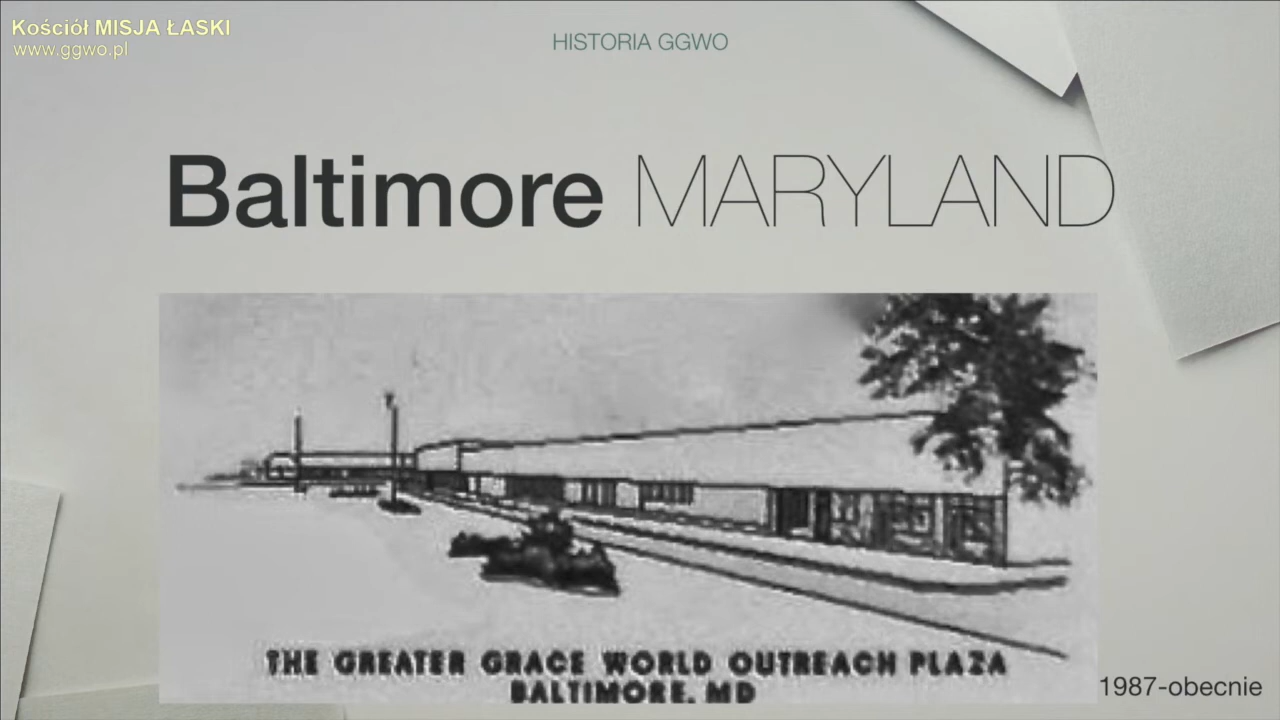 Kościół MISJA ŁASKI
www.ggwo.pl
HISTORIA GGWO
Baltimore MARYLAND
THE GREATER GRACE WORLD OUTREACH PLAZA
BALTIMORE, MD
1987-obecnie